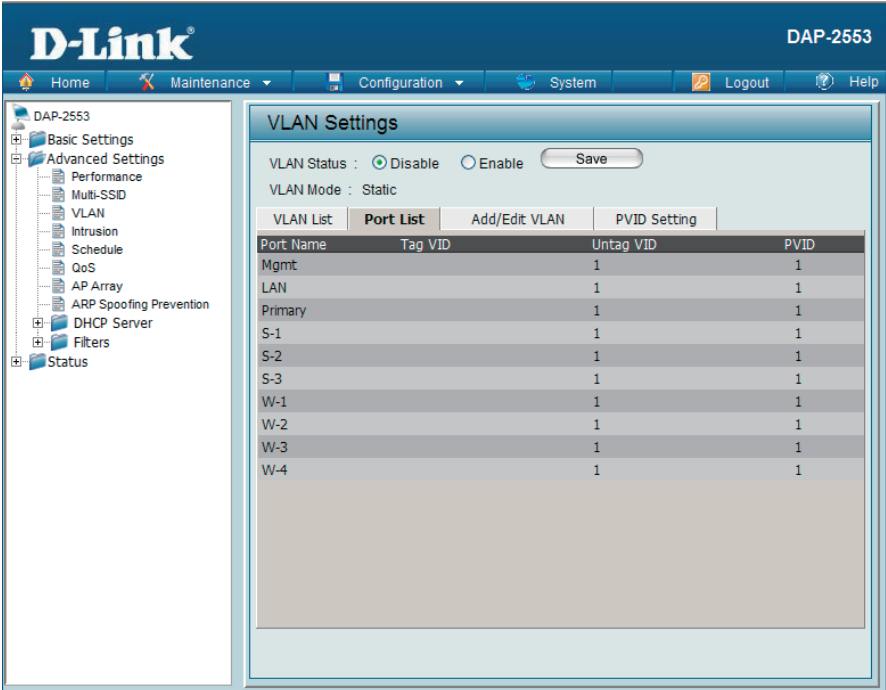 D-Link®
DAP-2553
Home Maintenance Configuration System Logout Help
DAP-2553
Basic Settings
Advanced Settings
Performance
Multi-SSID
VLAN
Intrusion
Schedule
QoS
AP Array
ARP Spoofing Prevention
DHCP Server
Filters
Status
VLAN Settings
VLAN Status : Disable Enable Save
VLAN Mode : Static
VLAN List Port List Add/Edit VLAN PVID Setting
Port Name Tag VID Untag VID PVID
Mgmt 1 1
LAN 1 1
Primary 1 1
S-1 1 1
S-2 1 1
S-3 1 1
W-1 1 1
W-2 1 1
W-3 1 1
W-4 1 1